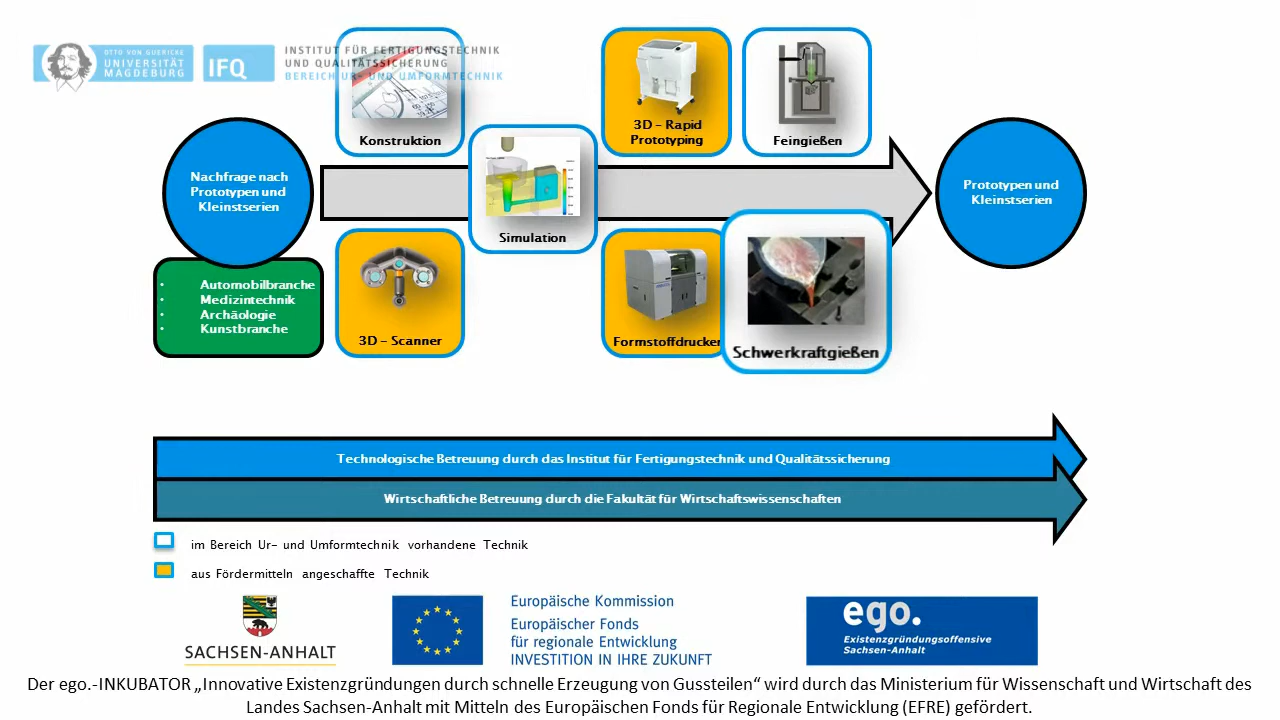 OTTO VON GUERICKE
UNIVERSITÄT
MAGDEBURG
IFQ
INSTITUT FÜR FERTIGUNGSTECHNIK
UND QUALITÄTSSICHERUNG
BEREICH UR- UND UMFORMTECHNIK
Konstruktion
3D – Rapid
Prototyping
Feingießen
Nachfrage nach
Prototypen und
Kleinstserien
Simulation
Prototypen und
Kleinstserien
• Automobilbranche
• Medizintechnik
• Archäologie
• Kunstbranche
3D – Scanner
Formstoffdrucker
Schwerkraftgießen
Technologische Betreuung durch das Institut für Fertigungstechnik und Qualitätssicherung
Wirtschaftliche Betreuung durch die Fakultät für Wirtschaftswissenschaften
im Bereich Ur- und Umformtechnik vorhandene Technik
aus Fördermitteln angeschaffte Technik
SACHSEN-ANHALT
Europäische Kommission
Europäischer Fonds
für regionale Entwicklung
INVESTITION IN IHRE ZUKUNFT
ego.
Existenzgründungsoffensive
Sachsen-Anhalt
Der ego.-INKUBATOR „Innovative Existenzgründungen durch schnelle Erzeugung von Gussteilen“ wird durch das Ministerium für Wissenschaft und Wirtschaft des
Landes Sachsen-Anhalt mit Mitteln des Europäischen Fonds für Regionale Entwicklung (EFRE) gefördert.